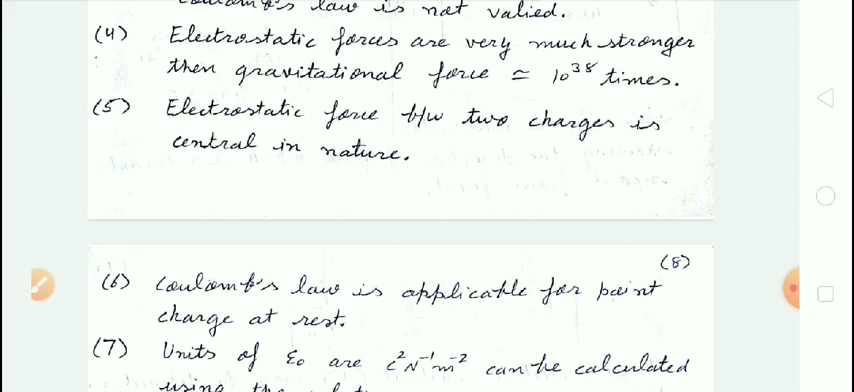 law is not valied.
(4) Electrostatic forces are very much stronger
then gravitational force ≃ 10³⁸ times.
(5) Electrostatic force b/w two charges is
central in nature.
(8)
(6) Coulomb's law is applicable for point
charge at rest.
(7) Units of ε₀ are C²N⁻¹m⁻² can be calculated
using the